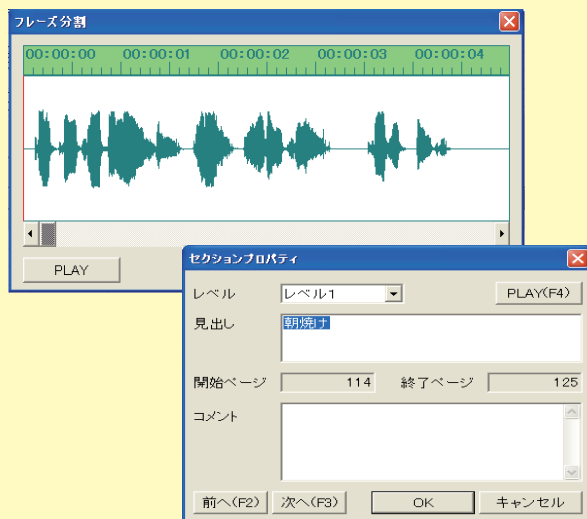 フレーズ分割
00:00:00 00:00:01 00:00:02 00:00:03 00:00:04
PLAY
セクションプロパティ
レベル レベル1 PLAY(F4)
見出し 朝焼け
開始ページ 114 終了ページ 125
コメント
前へ(F2) 次へ(F3) OK キャンセル